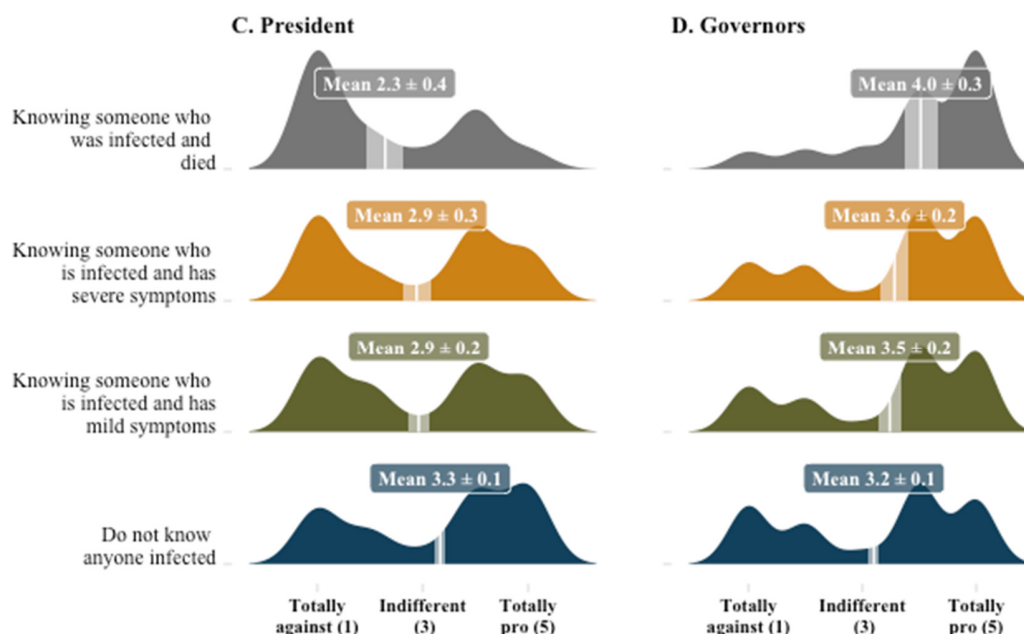 C. President
D. Governors
Knowing someone who
was infected and
died
Mean 2.3 ± 0.4
Mean 4.0 ± 0.3
Knowing someone who
is infected and has
severe symptoms
Mean 2.9 ± 0.3
Mean 3.6 ± 0.2
Knowing someone who
is infected and has
mild symptoms
Mean 2.9 ± 0.2
Mean 3.5 ± 0.2
Do not know
anyone infected
Mean 3.3 ± 0.1
Mean 3.2 ± 0.1
Totally
against (1)
Indifferent
(3)
Totally
pro (5)
Totally
against (1)
Indifferent
(3)
Totally
pro (5)